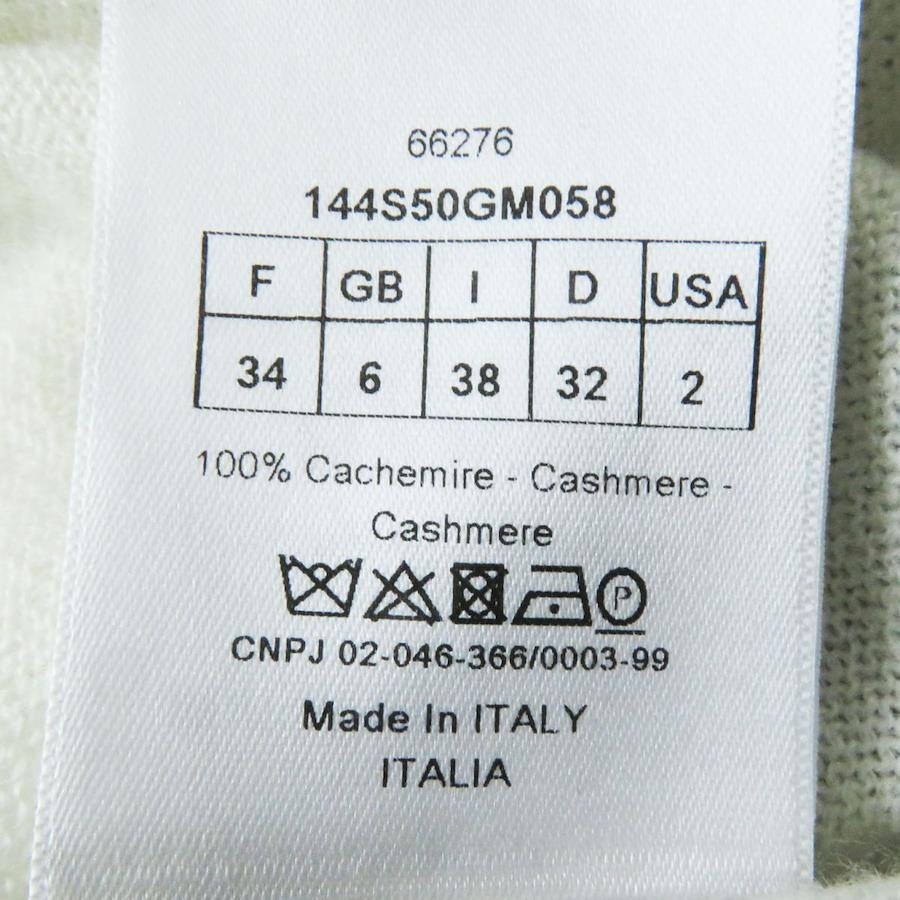 66276
144S50GM058
F GB I D USA
34 6 38 32 2
100% Cachemire - Cashmere -
Cashmere
P
CNPJ 02-046-366/0003-99
Made In ITALY
ITALIA